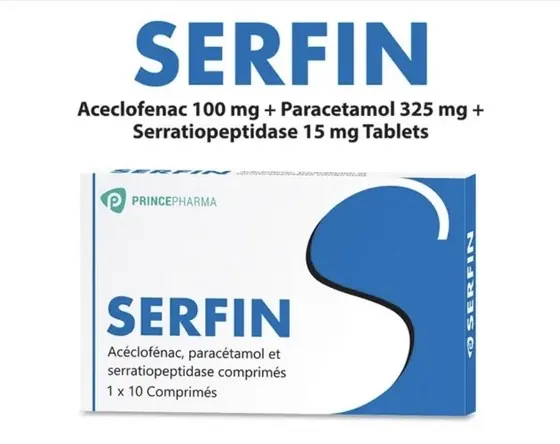 SERFIN
Aceclofenac 100 mg + Paracetamol 325 mg +
Serratiopeptidase 15 mg Tablets
SERFIN
PRINCEPHARMA
SERFIN
Acéclofénac, paracétamol et
serratiopeptidase comprimés
1 x 10 Comprimés
SERFIN